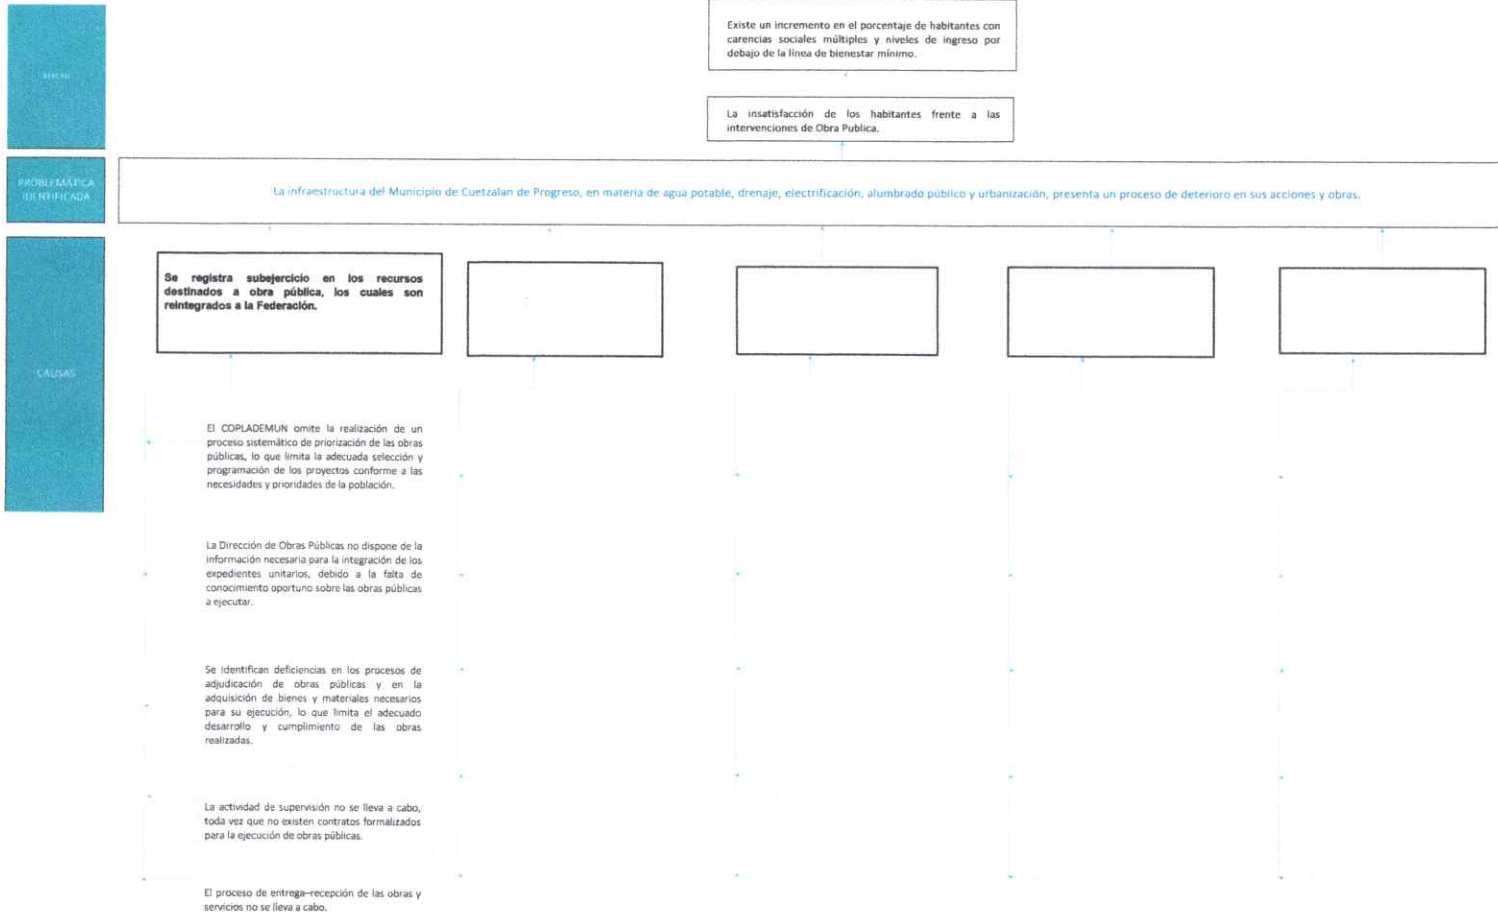 Existe un incremento en el porcentaje de habitantes con
carencias sociales múltiples y niveles de ingreso por
debajo de la línea de bienestar mínimo.
La insatisfacción de los habitantes frente a las
intervenciones de Obra Publica.
PROBLEMÁTICA
IDENTIFICADA
La infraestructura del Municipio de Cuetzalan de Progreso, en materia de agua potable, drenaje, electrificación, alumbrado público y urbanización, presenta un proceso de deterioro en sus acciones y obras.
CAUSAS
Se registra subejercicio en los recursos
destinados a obra pública, los cuales son
reintegrados a la Federación.
El COPLADEMUN omite la realización de un
proceso sistemático de priorización de las obras
públicas, lo que limita la adecuada selección y
programación de los proyectos conforme a las
necesidades y prioridades de la población.
La Dirección de Obras Públicas no dispone de la
información necesaria para la integración de los
expedientes unitarios, debido a la falta de
conocimiento oportuno sobre las obras públicas
a ejecutar.
Se identifican deficiencias en los procesos de
adjudicación de obras públicas y en la
adquisición de bienes y materiales necesarios
para su ejecución, lo que limita el adecuado
desarrollo y cumplimiento de las obras
realizadas.
La actividad de supervisión no se lleva a cabo,
toda vez que no existen contratos formalizados
para la ejecución de obras públicas.
El proceso de entrega–recepción de las obras y
servicios no se lleva a cabo.